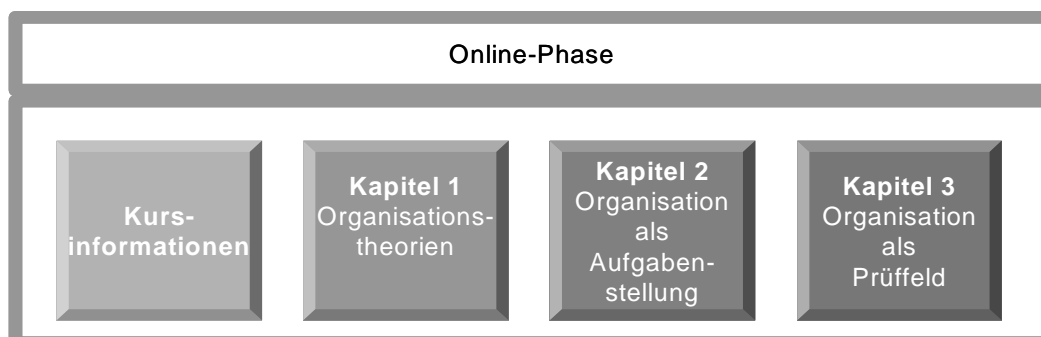 Online-Phase
Kurs-
informationen
Kapitel 1
Organisations-
theorien
Kapitel 2
Organisation
als
Aufgaben-
stellung
Kapitel 3
Organisation
als
Prüffeld